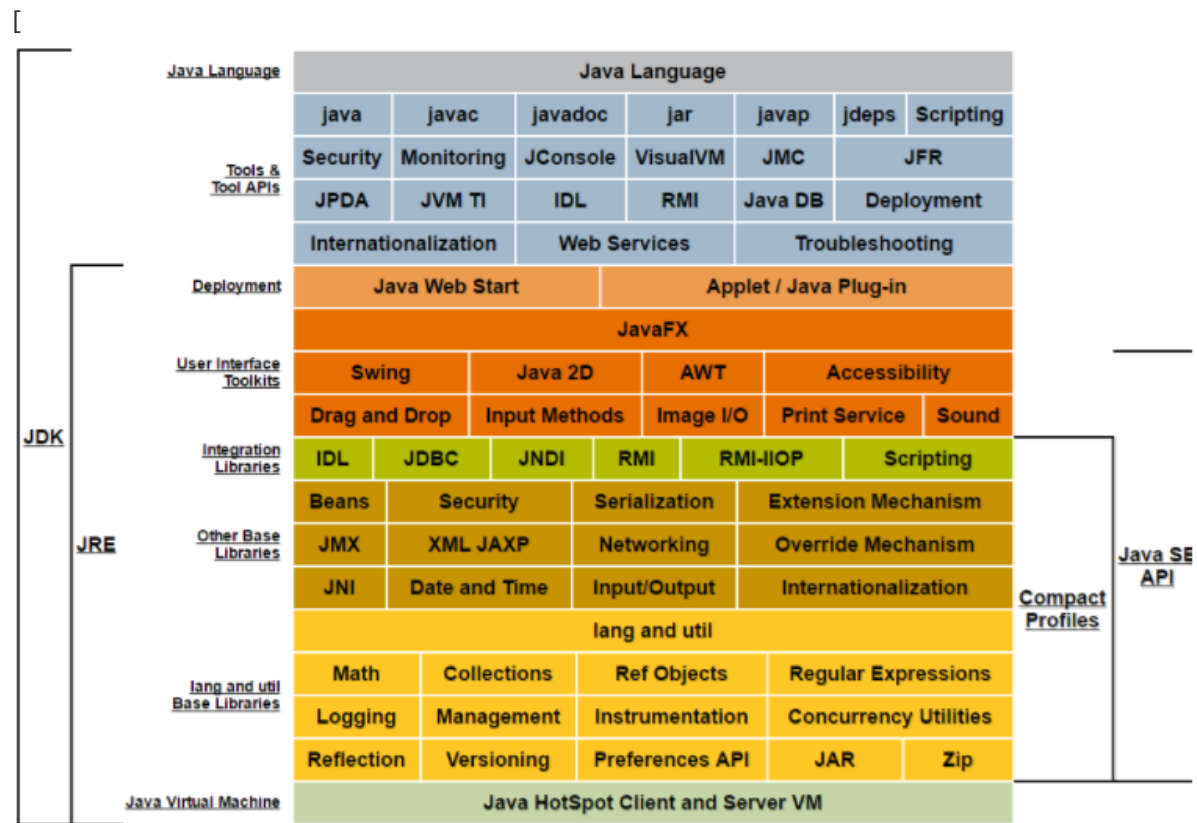 [
Java Language Java Language
java javac javadoc jar javap jdeps Scripting
Security Monitoring JConsole VisualVM JMC JFR
Tools &
Tool APIs
JPDA JVM TI IDL RMI Java DB Deployment
Internationalization Web Services Troubleshooting
Deployment Java Web Start Applet / Java Plug-in
JavaFX
User Interface
Toolkits
Swing Java 2D AWT Accessibility
Drag and Drop Input Methods Image I/O Print Service Sound
JDK
Integration
Libraries
IDL JDBC JNDI RMI RMI-IIOP Scripting
Beans Security Serialization Extension Mechanism
JRE
Other Base
Libraries
JMX XML JAXP Networking Override Mechanism
Java SE
API
JNI Date and Time Input/Output Internationalization
Compact
Profiles
lang and util
Math Collections Ref Objects Regular Expressions
lang and util
Base Libraries
Logging Management Instrumentation Concurrency Utilities
Reflection Versioning Preferences API JAR Zip
Java Virtual Machine Java HotSpot Client and Server VM